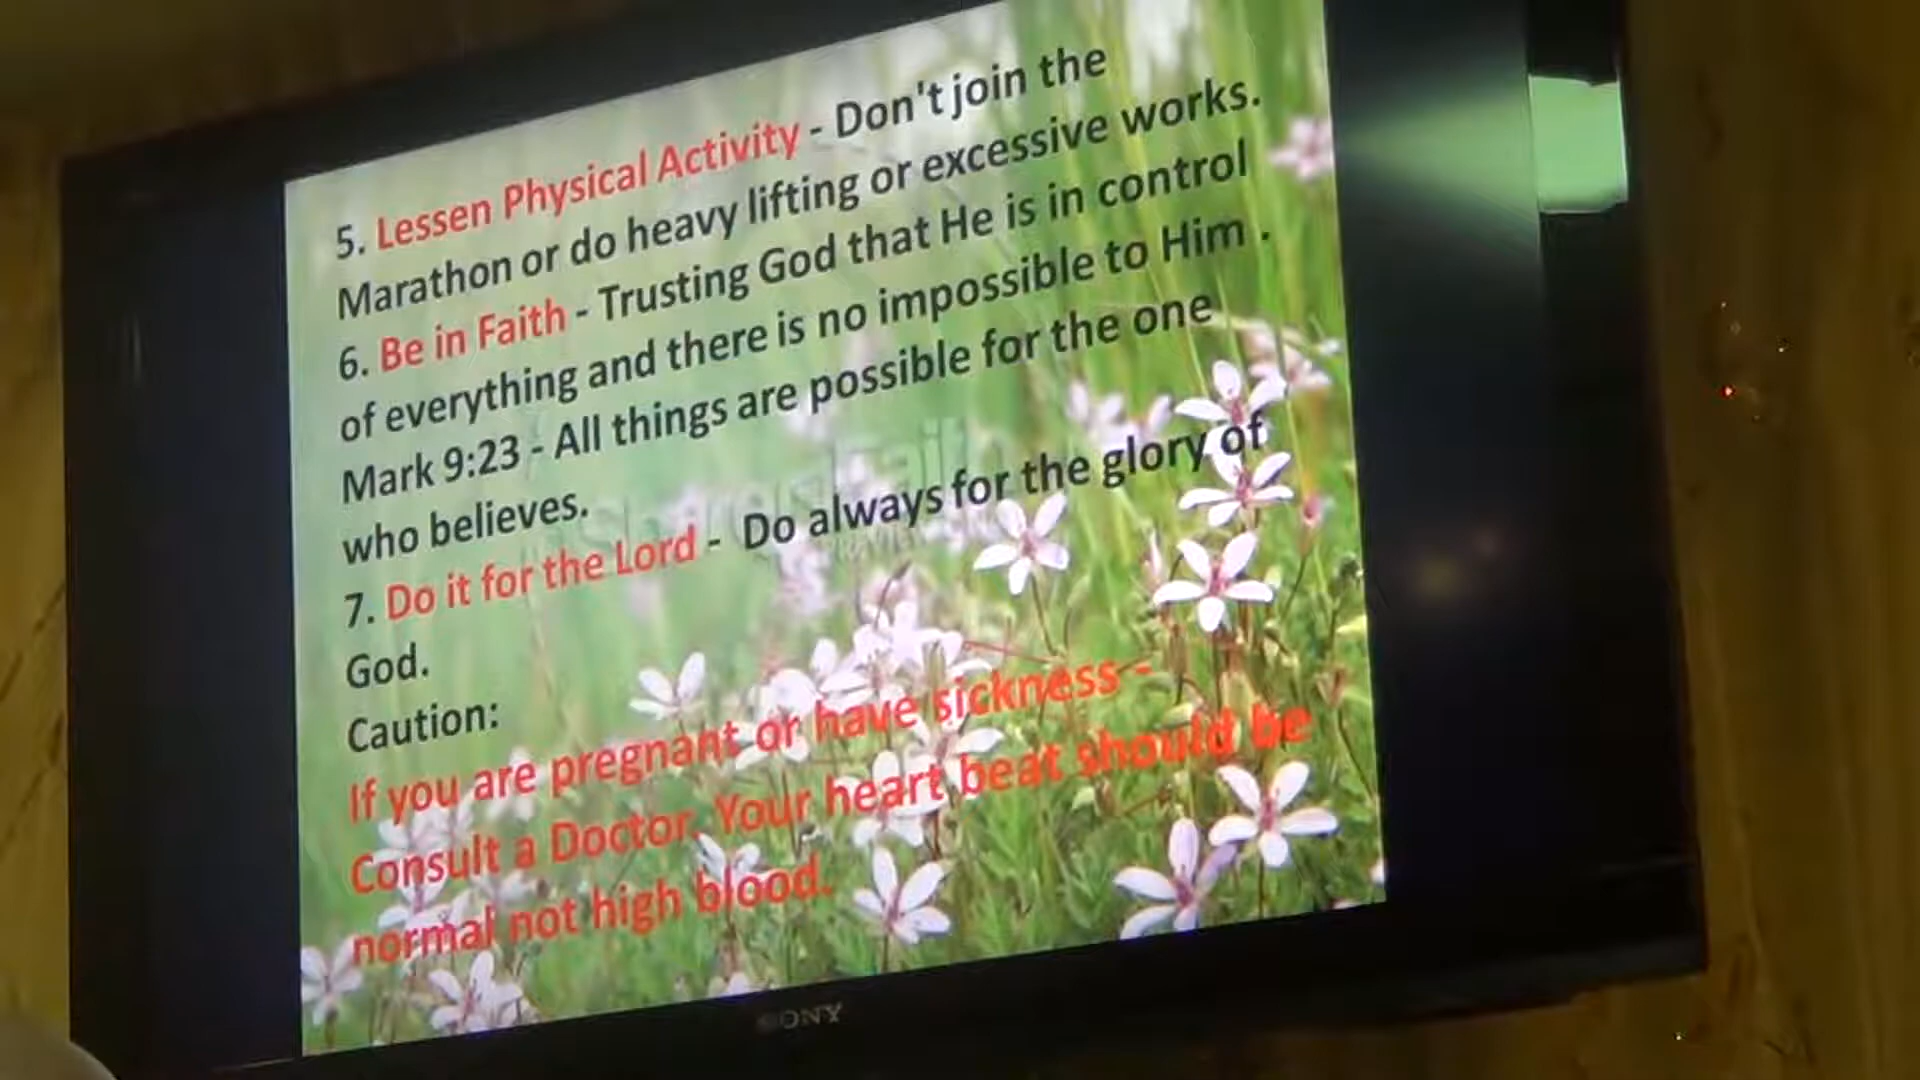 5. Lessen Physical Activity - Don't join the
Marathon or do heavy lifting or excessive works.
6. Be in Faith - Trusting God that He is in control
of everything and there is no impossible to Him .
Mark 9:23 - All things are possible for the one
who believes.
7. Do it for the Lord - Do always for the glory of
God.
Caution:
If you are pregnant or have sickness -
Consult a Doctor. Your heart beat should be
normal not high blood.
SONY